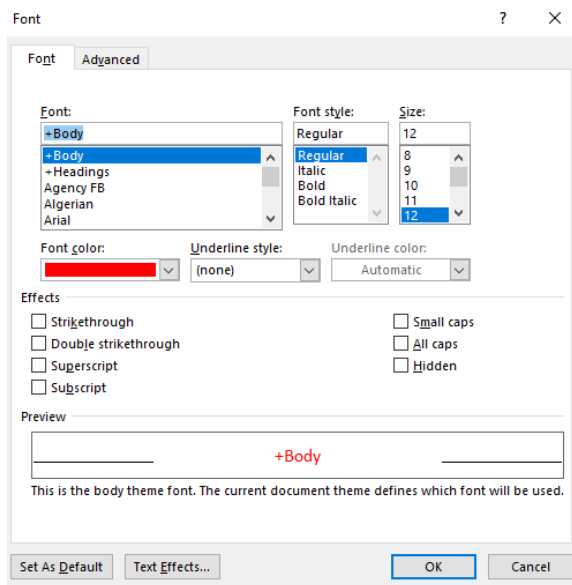 Font ?
Font Advanced
Font: Font style: Size:
+Body Regular 12
+Body Regular 8
+Headings Italic 9
Agency FB Bold 10
Algerian Bold Italic 11
Arial 12
Font color: Underline style: Underline color:
(none) Automatic
Effects
Strikethrough Small caps
Double strikethrough All caps
Superscript Hidden
Subscript
Preview
+Body
This is the body theme font. The current document theme defines which font will be used.
Set As Default Text Effects... OK Cancel